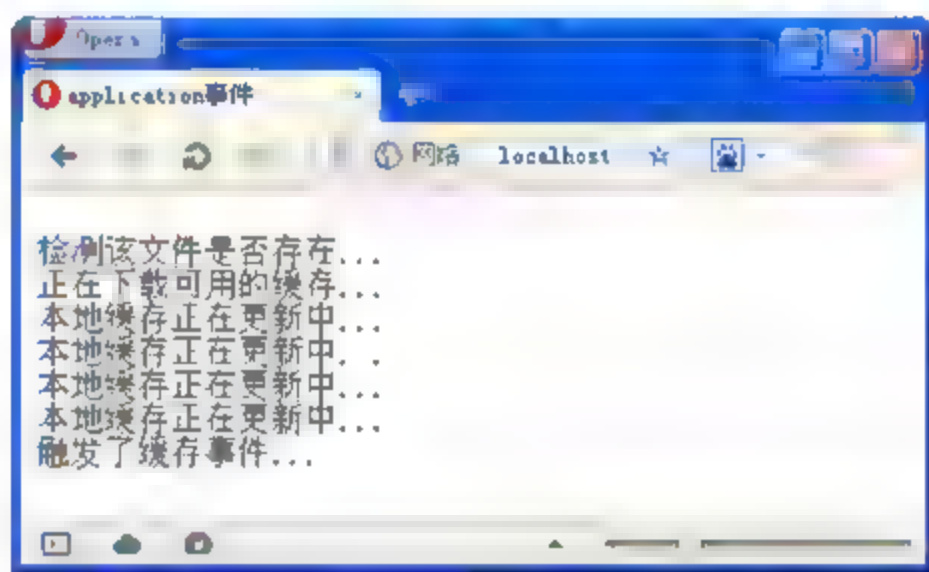 Opera
application事件
网络 localhost
检测该文件是否存在...
正在下载可用的缓存...
本地缓存正在更新中...
本地缓存正在更新中...
本地缓存正在更新中...
本地缓存正在更新中...
触发了缓存事件...